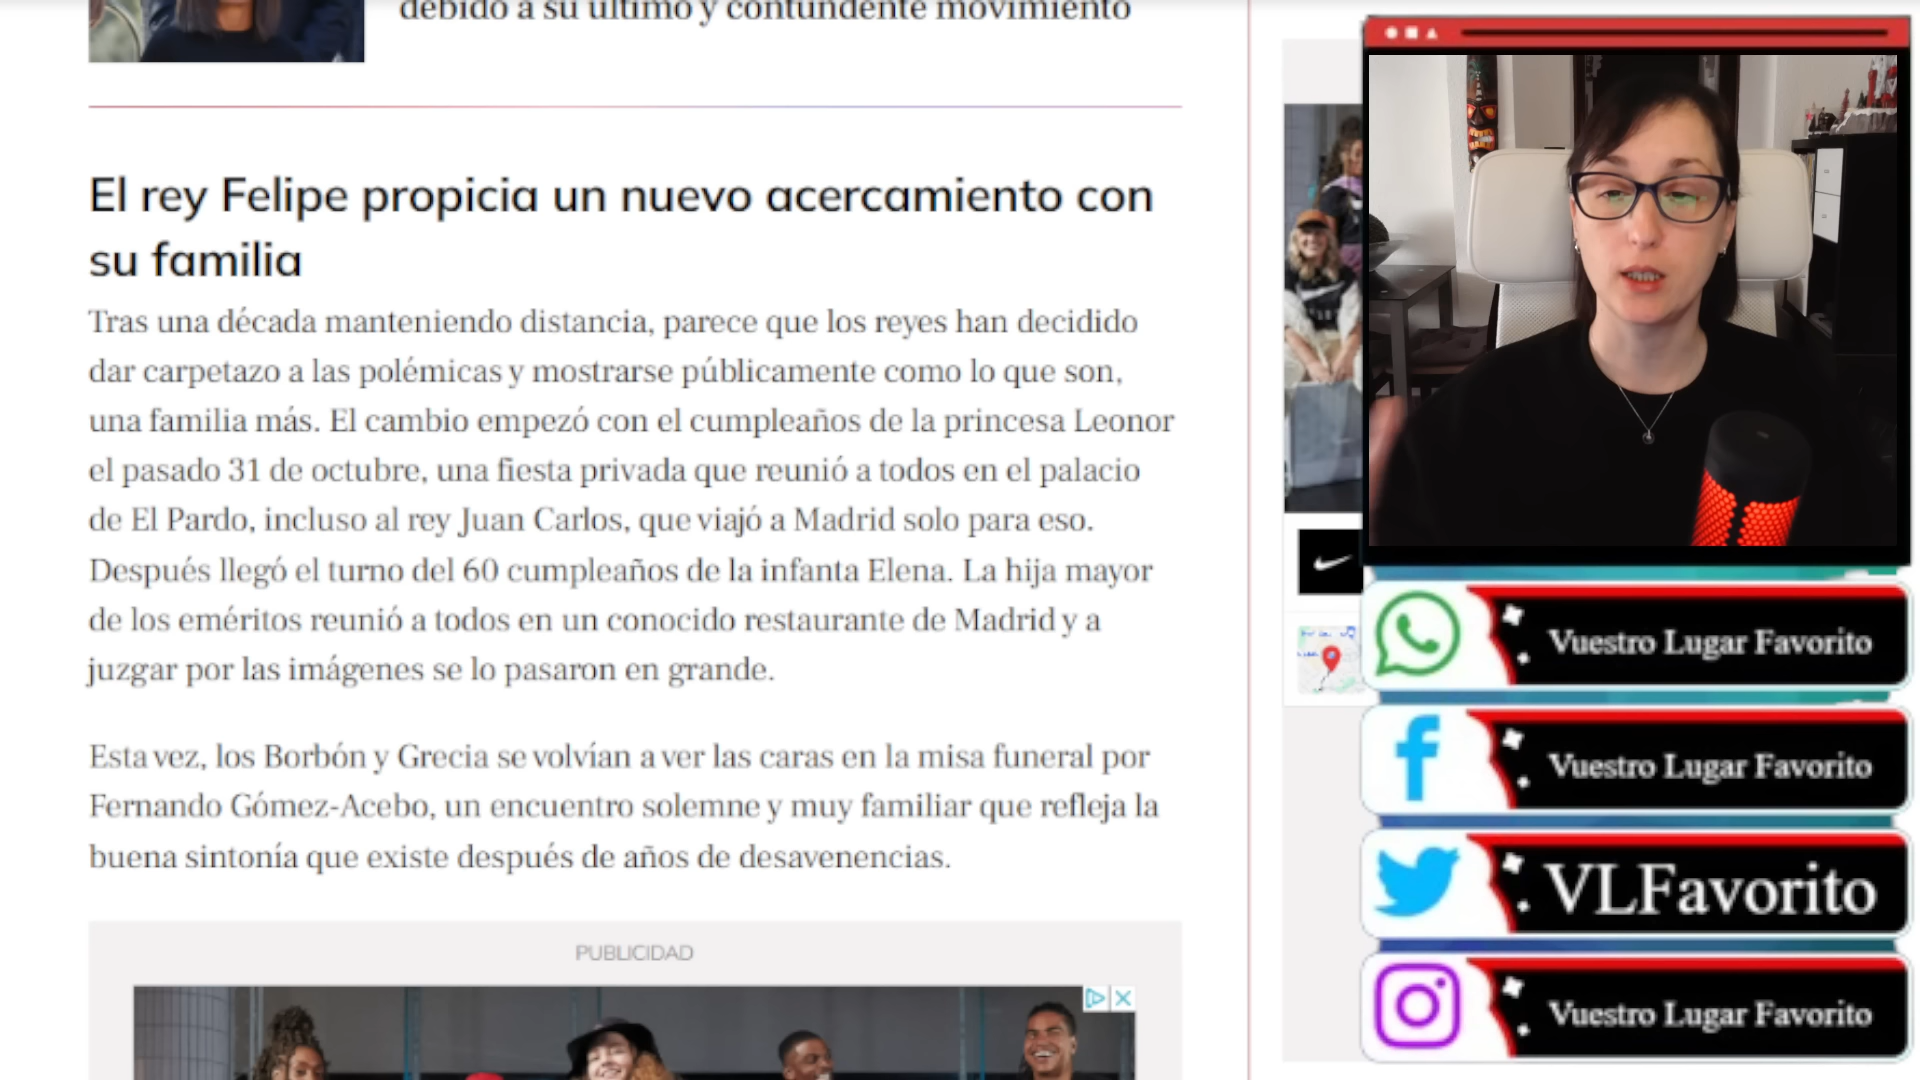 debido a su último y contundente movimiento
El rey Felipe propicia un nuevo acercamiento con
su familia
Tras una década manteniendo distancia, parece que los reyes han decidido
dar carpetazo a las polémicas y mostrarse públicamente como lo que son,
una familia más. El cambio empezó con el cumpleaños de la princesa Leonor
el pasado 31 de octubre, una fiesta privada que reunió a todos en el palacio
de El Pardo, incluso al rey Juan Carlos, que viajó a Madrid solo para eso.
Después llegó el turno del 60 cumpleaños de la infanta Elena. La hija mayor
de los eméritos reunió a todos en un conocido restaurante de Madrid y a
juzgar por las imágenes se lo pasaron en grande.
Esta vez, los Borbón y Grecia se volvían a ver las caras en la misa funeral por
Fernando Gómez-Acebo, un encuentro solemne y muy familiar que refleja la
buena sintonía que existe después de años de desavenencias.
PUBLICIDAD
Vuestro Lugar Favorito
Vuestro Lugar Favorito
VLFavorito
Vuestro Lugar Favorito